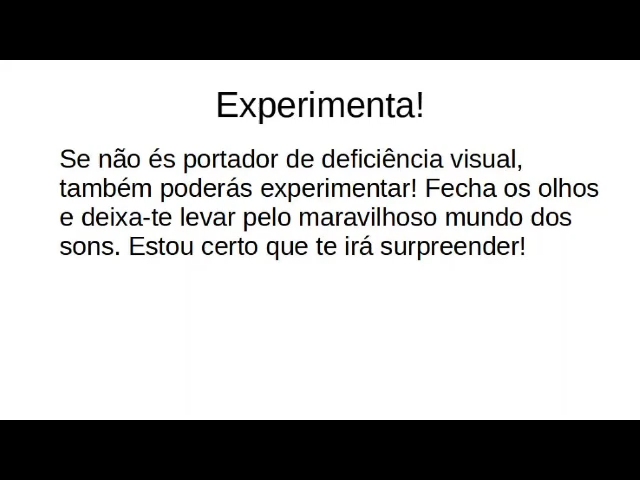 Experimenta!
Se não és portador de deficiência visual,
também poderás experimentar! Fecha os olhos
e deixa-te levar pelo maravilhoso mundo dos
sons. Estou certo que te irá surpreender!